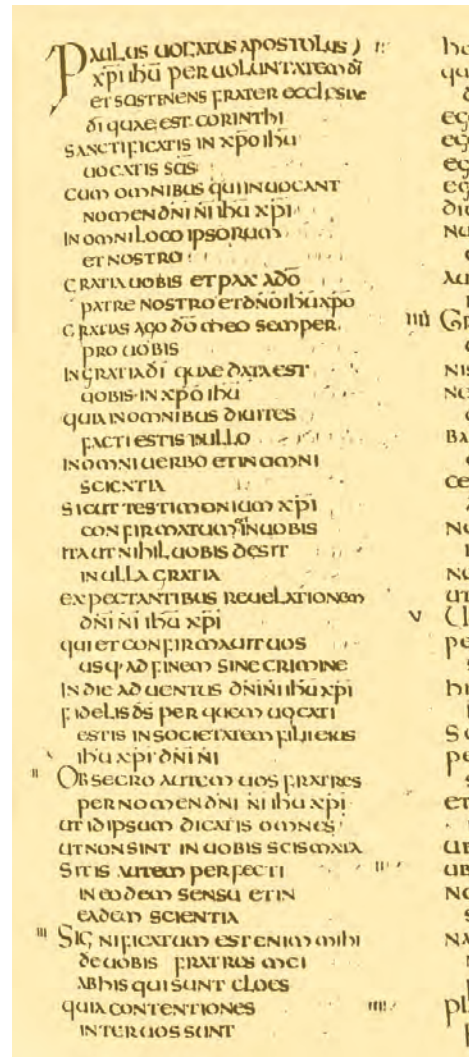 PAULUS UOCATUS APOSTOLUS
XPI IHU PER UOLUNTATEM DI
ET SOSTENENS FRATER ECCLESIAE
DI QUAE EST CORINTHI
SANCTIFICATIS IN XPO IHU
UOCATIS SCIS
CUM OMNIBUS QUI INUOCANT
NOMEN DNI NI IHU XPI
IN OMNI LOCO IPSORUM
ET NOSTRO
GRATIA UOBIS ET PAX A DO
PATRE NOSTRO ET DNO IHU XPO
GRATIAS AGO DO MEO SEMPER
PRO UOBIS
IN GRATIA DI QUAE DATA EST
UOBIS IN XPO IHU
QUIA IN OMNIBUS DIUITES
FACTI ESTIS IN ILLO
IN OMNI UERBO ET IN OMNI
SCIENTIA
SICUT TESTIMONIUM XPI
CONFIRMATUM IN UOBIS
ITA UT NIHIL UOBIS DESIT
IN ULLA GRATIA
EXPECTANTIBUS REUELATIONEM
DNI NI IHU XPI
QUI ET CONFIRMAUIT UOS
USQ· AD FINEM SINE CRIMINE
IN DIE ADUENTUS DNI NI IHU XPI
FIDELIS DS PER QUEM UOCATI
ESTIS IN SOCIETATEM FILII EIUS
IHU XPI DNI NI
II OBSECRO AUTEM UOS FRATRES
PER NOMEN DNI NI IHU XPI
UT ID IPSUM DICATIS OMNES
UT NON SINT IN UOBIS SCISMATA
SITIS AUTEM PERFECTI
IN EODEM SENSU ET IN
EADEM SCIENTIA
III SIGNIFICATUM EST ENIM MIHI
DE UOBIS FRATRES MEI
AB HIS QUI SUNT CLOES
QUIA CONTENTIONES
INTER UOS SUNT